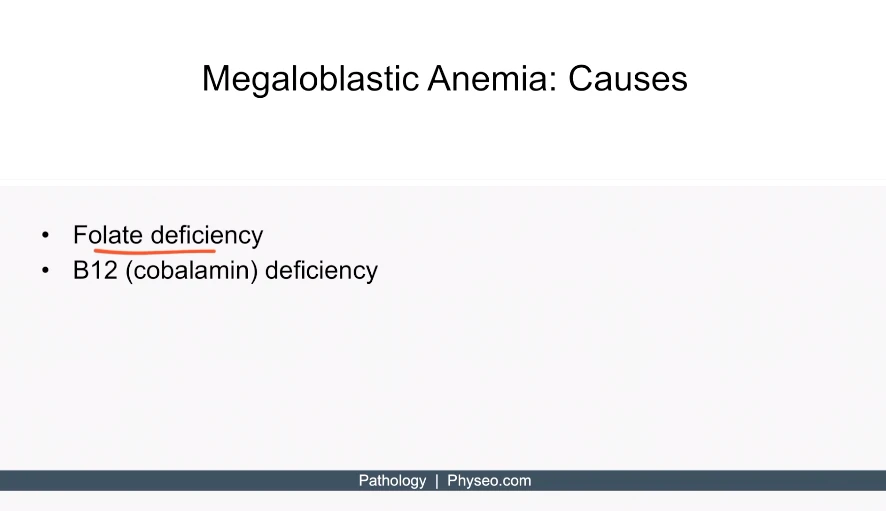 Megaloblastic Anemia: Causes
• Folate deficiency
• B12 (cobalamin) deficiency
Pathology | Physeo.com